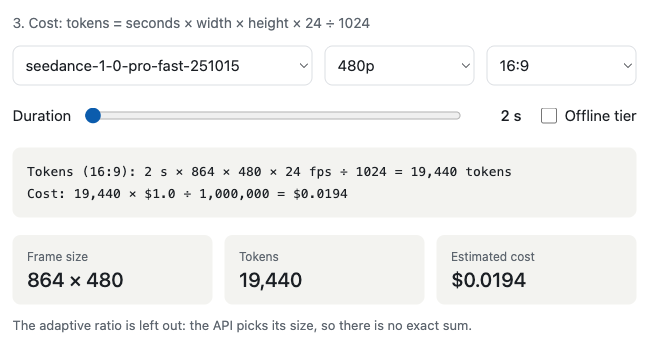 3. Cost: tokens = seconds × width × height × 24 ÷ 1024
seedance-1-0-pro-fast-251015 480p 16:9
Duration 2 s Offline tier
Tokens (16:9): 2 s × 864 × 480 × 24 fps ÷ 1024 = 19,440 tokens
Cost: 19,440 × $1.0 ÷ 1,000,000 = $0.0194
Frame size Tokens Estimated cost
864 × 480 19,440 $0.0194
The adaptive ratio is left out: the API picks its size, so there is no exact sum.